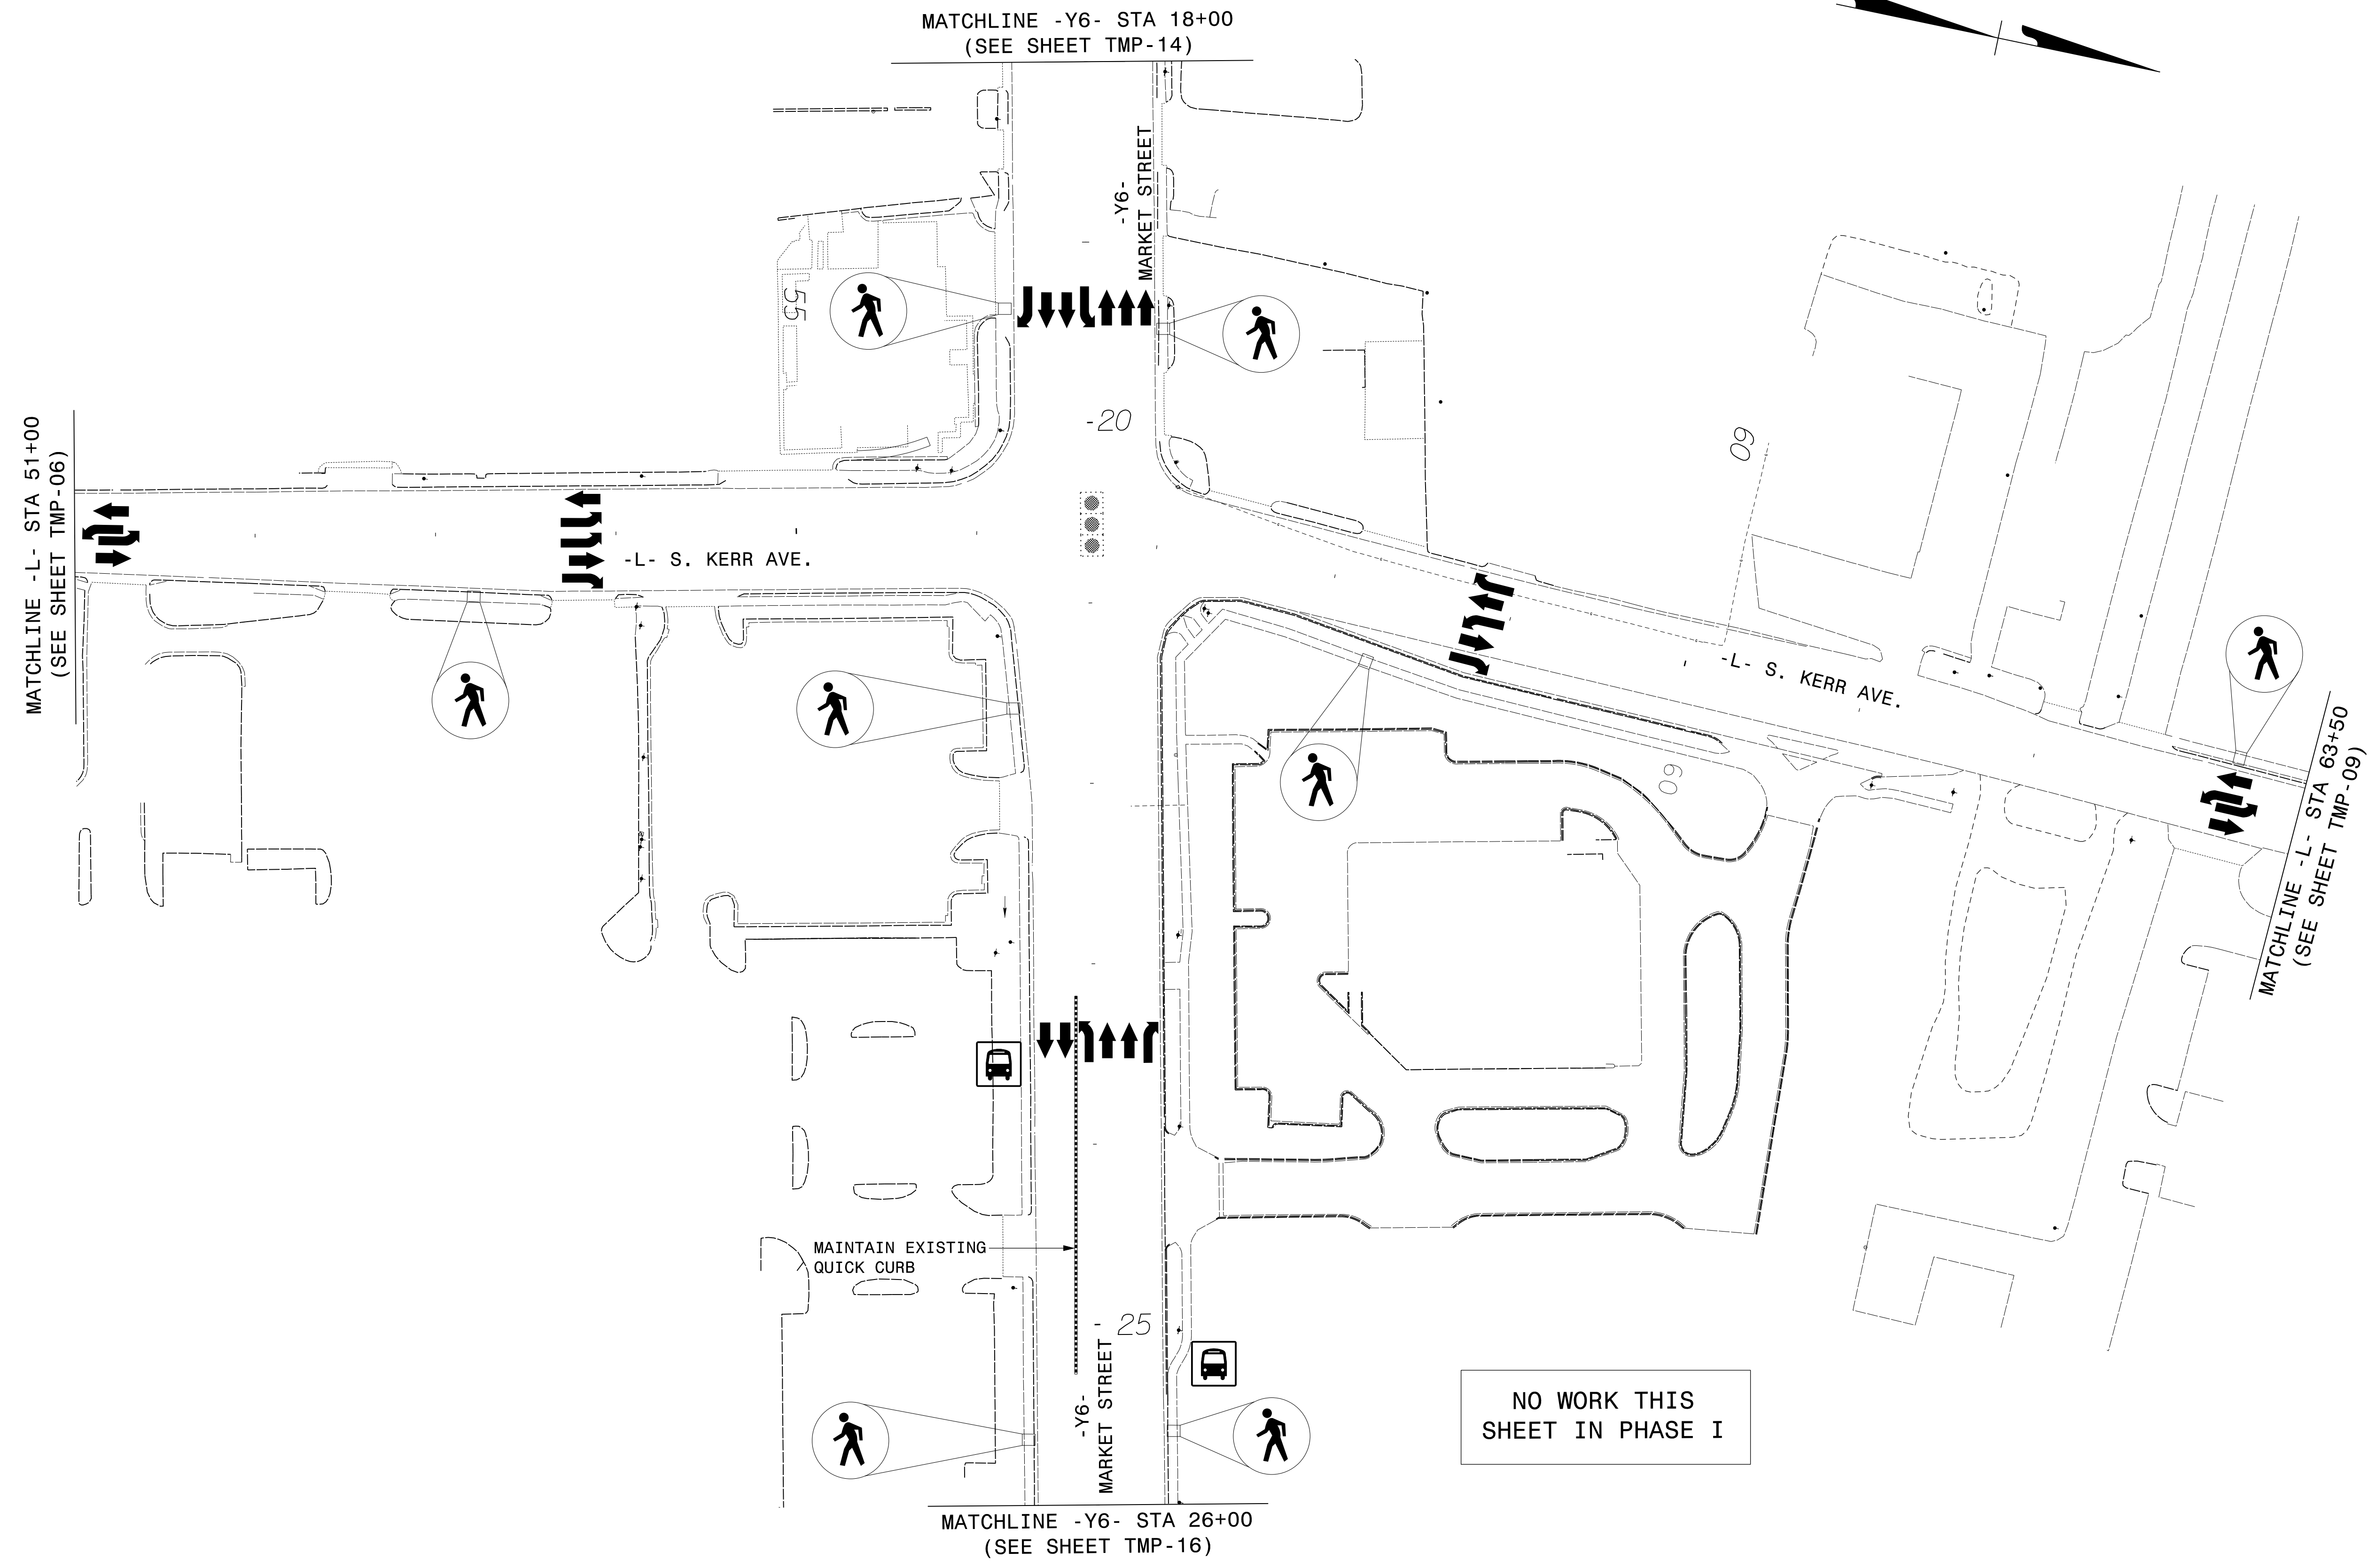 MATCHLINE -Y6- STA 18+00
(SEE SHEET TMP-14)
-Y6-
MARKET STREET
55
-20
60
MATCHLINE -L- STA 51+00
(SEE SHEET TMP-06)
-L- S. KERR AVE.
-L- S. KERR AVE.
60
MATCHLINE -L- STA 63+50
(SEE SHEET TMP-09)
MAINTAIN EXISTING
QUICK CURB
- 25
-Y6-
MARKET STREET
NO WORK THIS
SHEET IN PHASE I
MATCHLINE -Y6- STA 26+00
(SEE SHEET TMP-16)